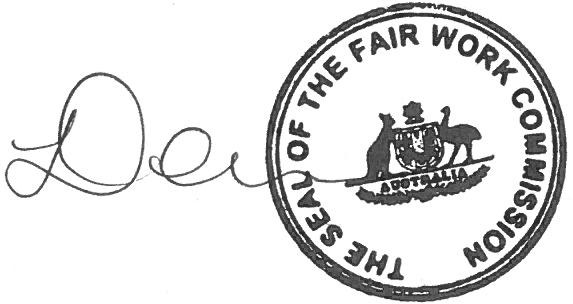 THE SEAL OF THE FAIR WORK COMMISSION
AUSTRALIA